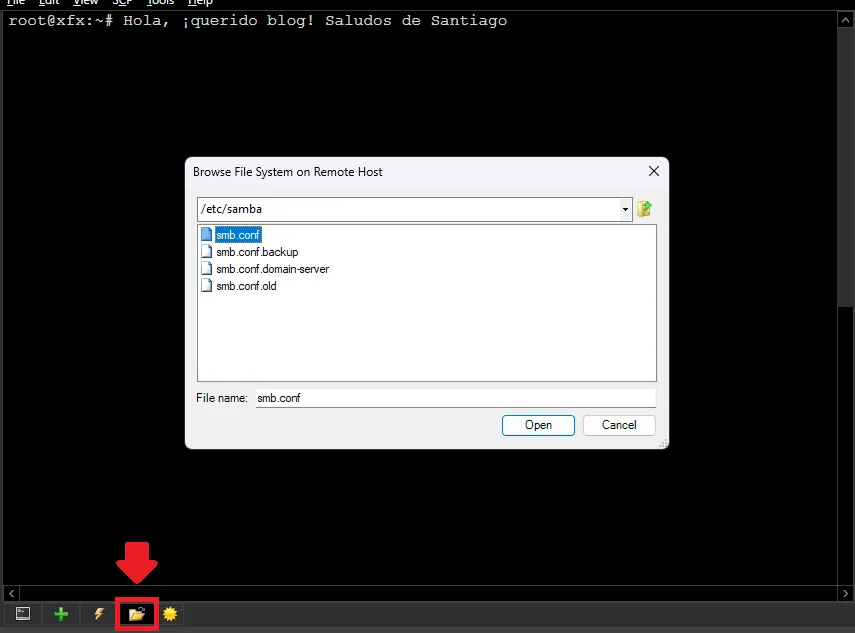 File Edit View SCP Tools Help
root@xfx:~# Hola, ¡querido blog! Saludos de Santiago
Browse File System on Remote Host
/etc/samba
smb.conf
smb.conf.backup
smb.conf.domain-server
smb.conf.old
File name: smb.conf
Open Cancel